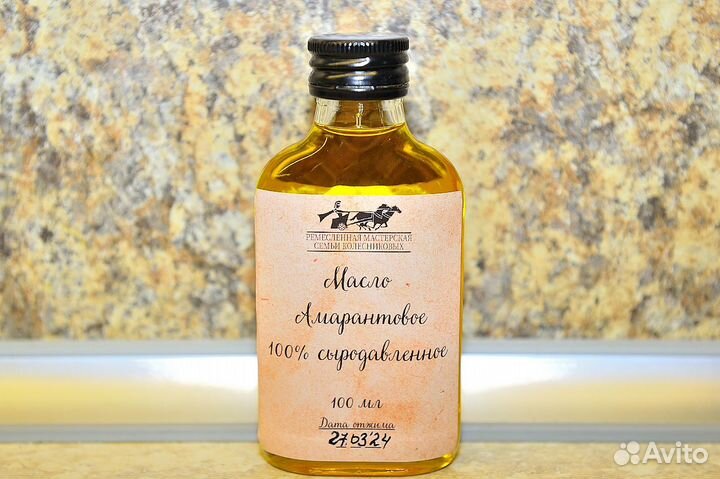 РЕМЕСЛЕННАЯ МАСТЕРСКАЯ
СЕМЬИ КОЛЕСНИКОВЫХ
Масло
Амарантовое
100% сыродавленное
100 мл
Дата отжима
27.03'24
Avito